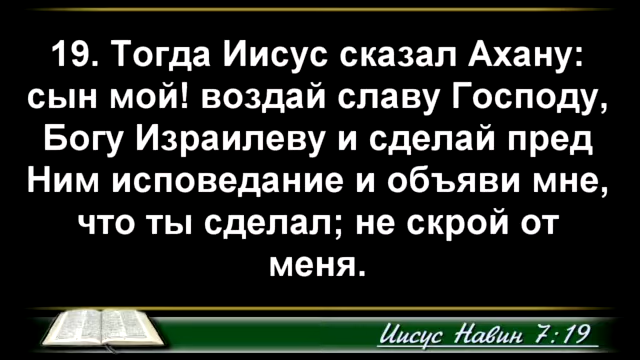 19. Тогда Иисус сказал Ахану:
сын мой! воздай славу Господу,
Богу Израилеву и сделай пред
Ним исповедание и объяви мне,
что ты сделал; не скрой от
меня.
Иисус Навин 7:19